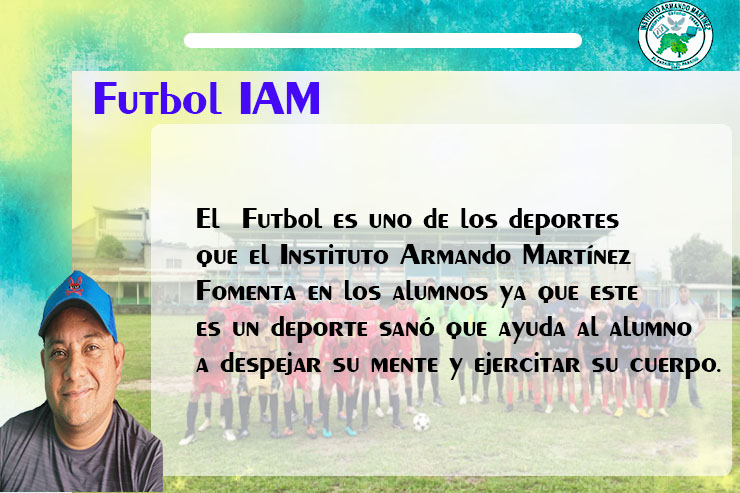 INSTITUTO ARMANDO MARTINEZ
Futbol IAM
El Futbol es uno de los deportes
que el Instituto Armando Martínez
Fomenta en los alumnos ya que este
es un deporte sanó que ayuda al alumno
a despejar su mente y ejercitar su cuerpo.